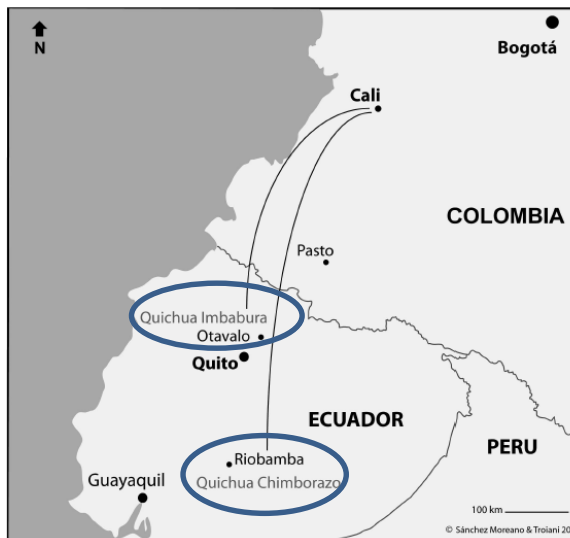 N
Bogotá
Cali
COLOMBIA
Pasto
Quichua Imbabura
Otavalo
Quito
ECUADOR
PERU
Riobamba
Quichua Chimborazo
Guayaquil
100 km
© Sánchez Moreano & Troiani 20